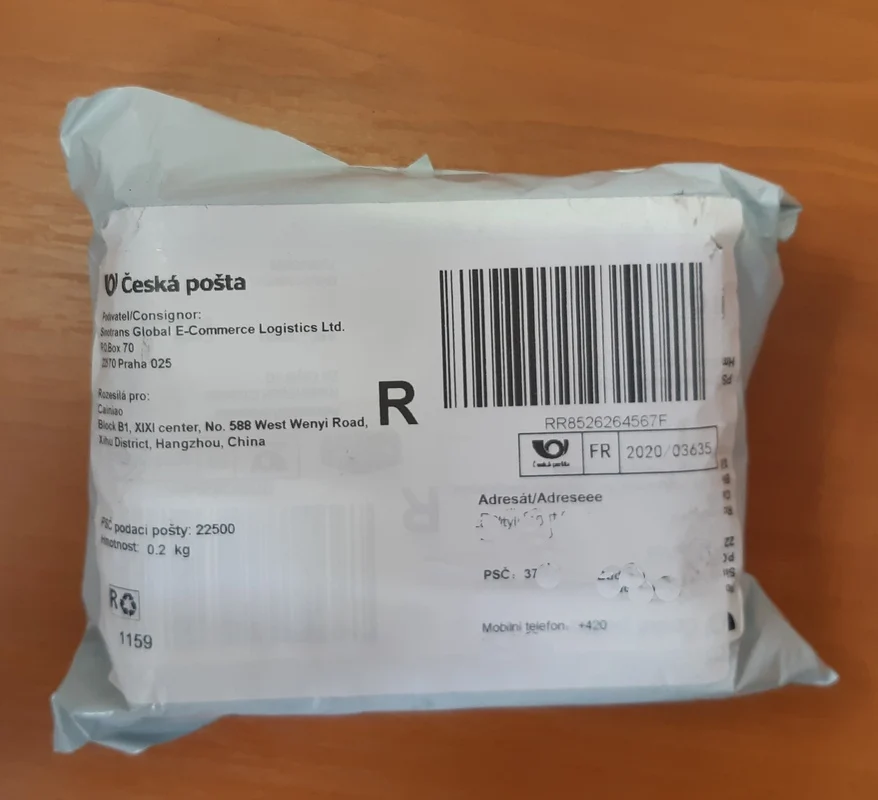 Česká pošta
Podavatel/Consignor:
Sinotrans Global E-Commerce Logistics Ltd.
P.O.Box 70
Praha 025
Rozesílá pro:
Cainiao
Block B1, XIXI center, No. 588 West Wenyi Road,
Xihu District, Hangzhou, China
R
PSČ podací pošty: 22500
Hmotnost: 0.2 kg
R
1159
RR8526264567F
Česká pošta
FR
2020/03635
Adresát/Adreseee
PSČ: 37
Mobilní telefon: +420